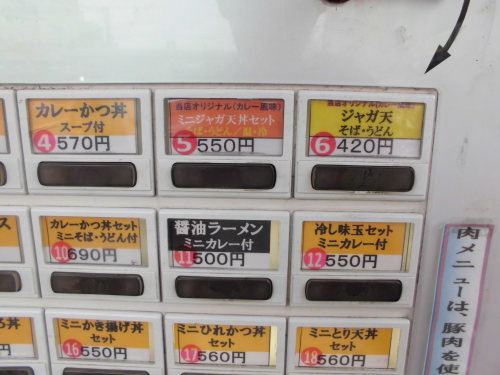 カレーかつ丼
スープ付
4 570円
当店オリジナル(カレー風味)
ミニジャガ天丼セット
そば・うどん/温・冷
5 550円
ジャガ天
そば・うどん
6 420円
ス
カレーかつ丼セット
ミニそば・うどん付
10 690円
醤油ラーメン
ミニカレー付
11 500円
冷し味玉セット
ミニカレー付
12 550円
ろ丼
ミニかき揚げ丼
セット
16 550円
ミニひれかつ丼
セット
17 560円
ミニとり天丼
セット
18 560円
肉メニューは、豚肉を使